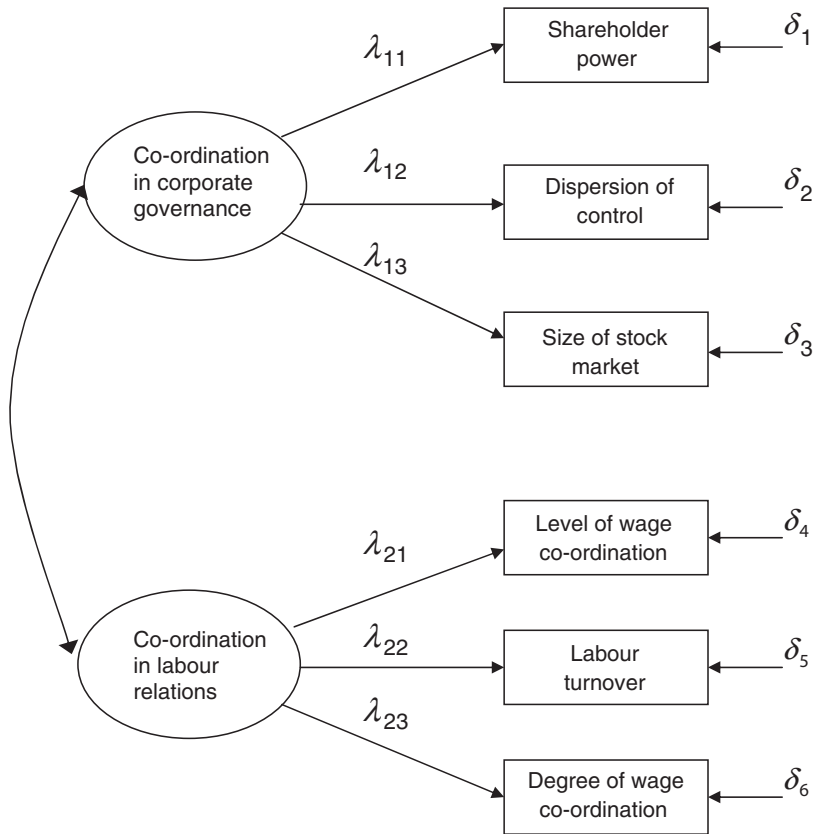 Shareholder
power
δ₁
λ₁₁
Co-ordination
in corporate
governance
λ₁₂
Dispersion of
control
δ₂
λ₁₃
Size of stock
market
δ₃
Level of wage
co-ordination
δ₄
λ₂₁
Co-ordination
in labour
relations
λ₂₂
Labour
turnover
δ₅
λ₂₃
Degree of wage
co-ordination
δ₆